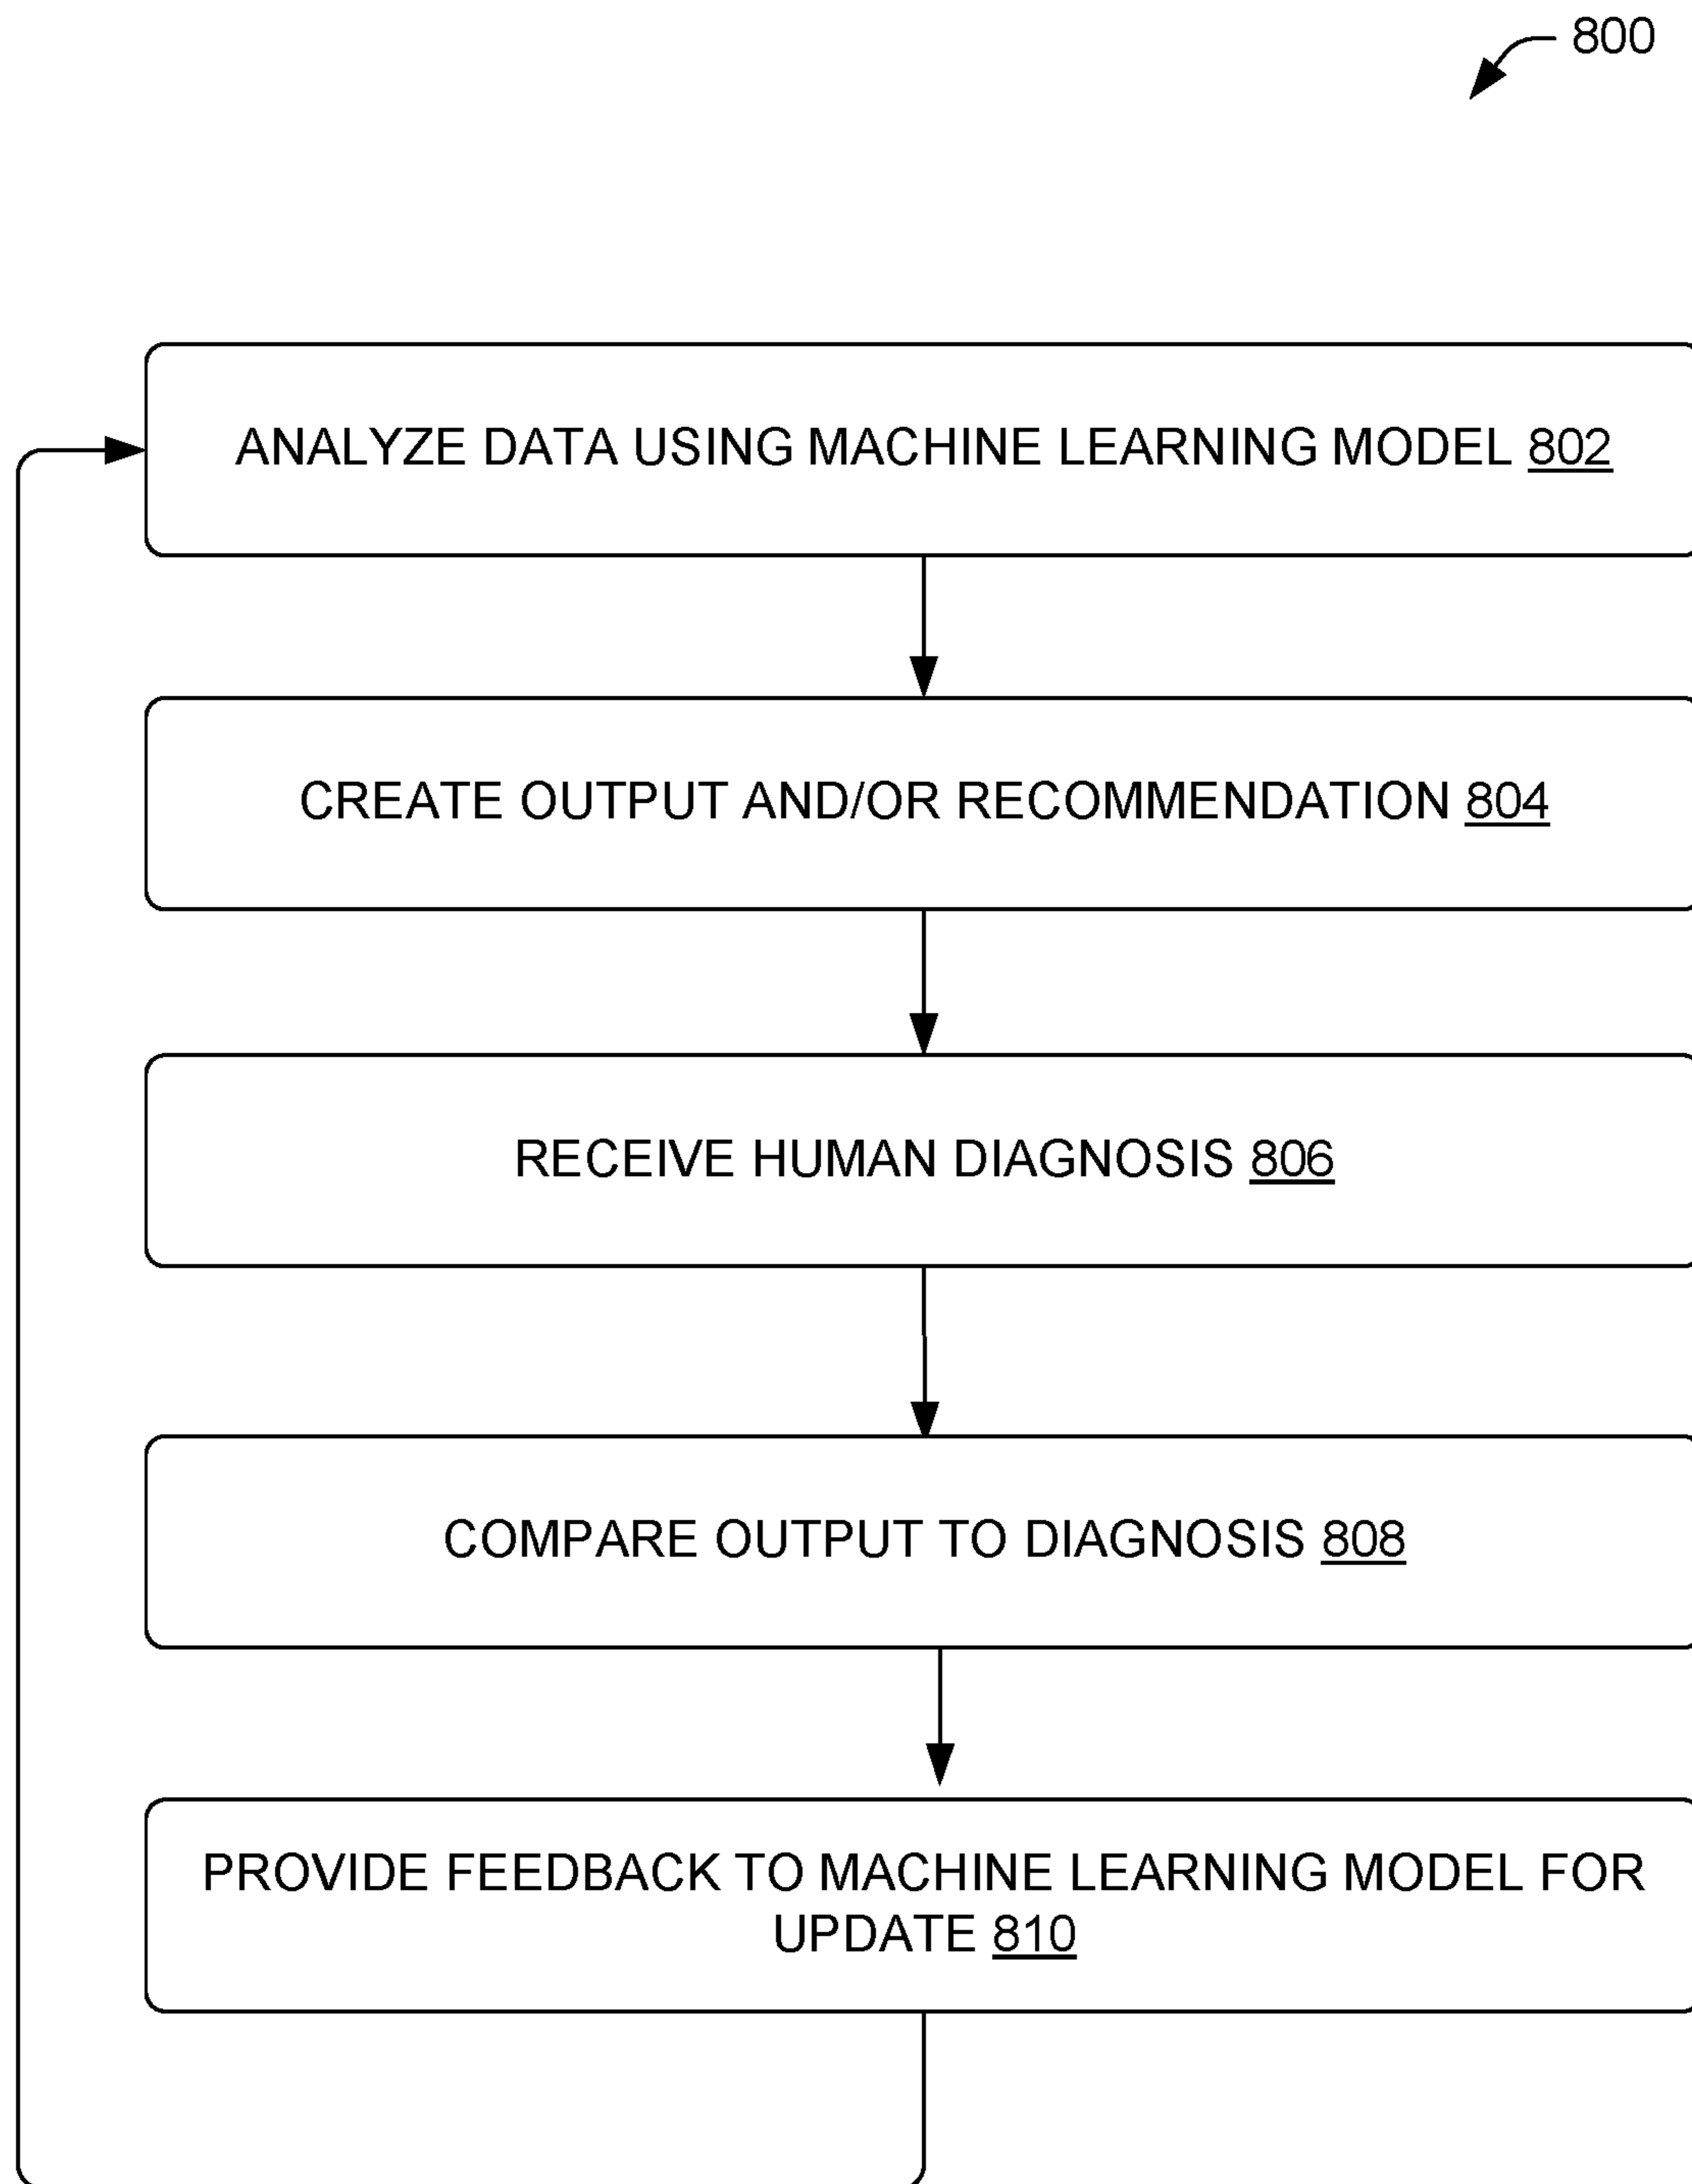 800
ANALYZE DATA USING MACHINE LEARNING MODEL 802
CREATE OUTPUT AND/OR RECOMMENDATION 804
RECEIVE HUMAN DIAGNOSIS 806
COMPARE OUTPUT TO DIAGNOSIS 808
PROVIDE FEEDBACK TO MACHINE LEARNING MODEL FOR
UPDATE 810